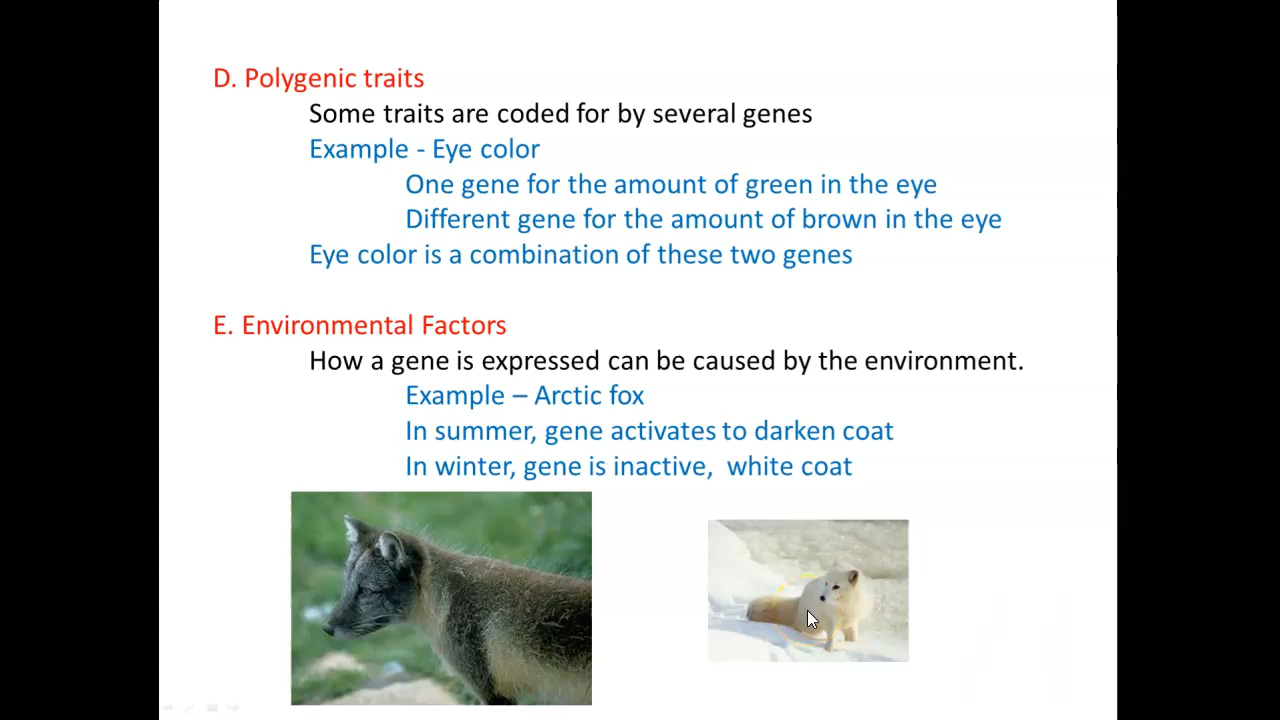 D. Polygenic traits
Some traits are coded for by several genes
Example - Eye color
One gene for the amount of green in the eye
Different gene for the amount of brown in the eye
Eye color is a combination of these two genes
E. Environmental Factors
How a gene is expressed can be caused by the environment.
Example – Arctic fox
In summer, gene activates to darken coat
In winter, gene is inactive,  white coat